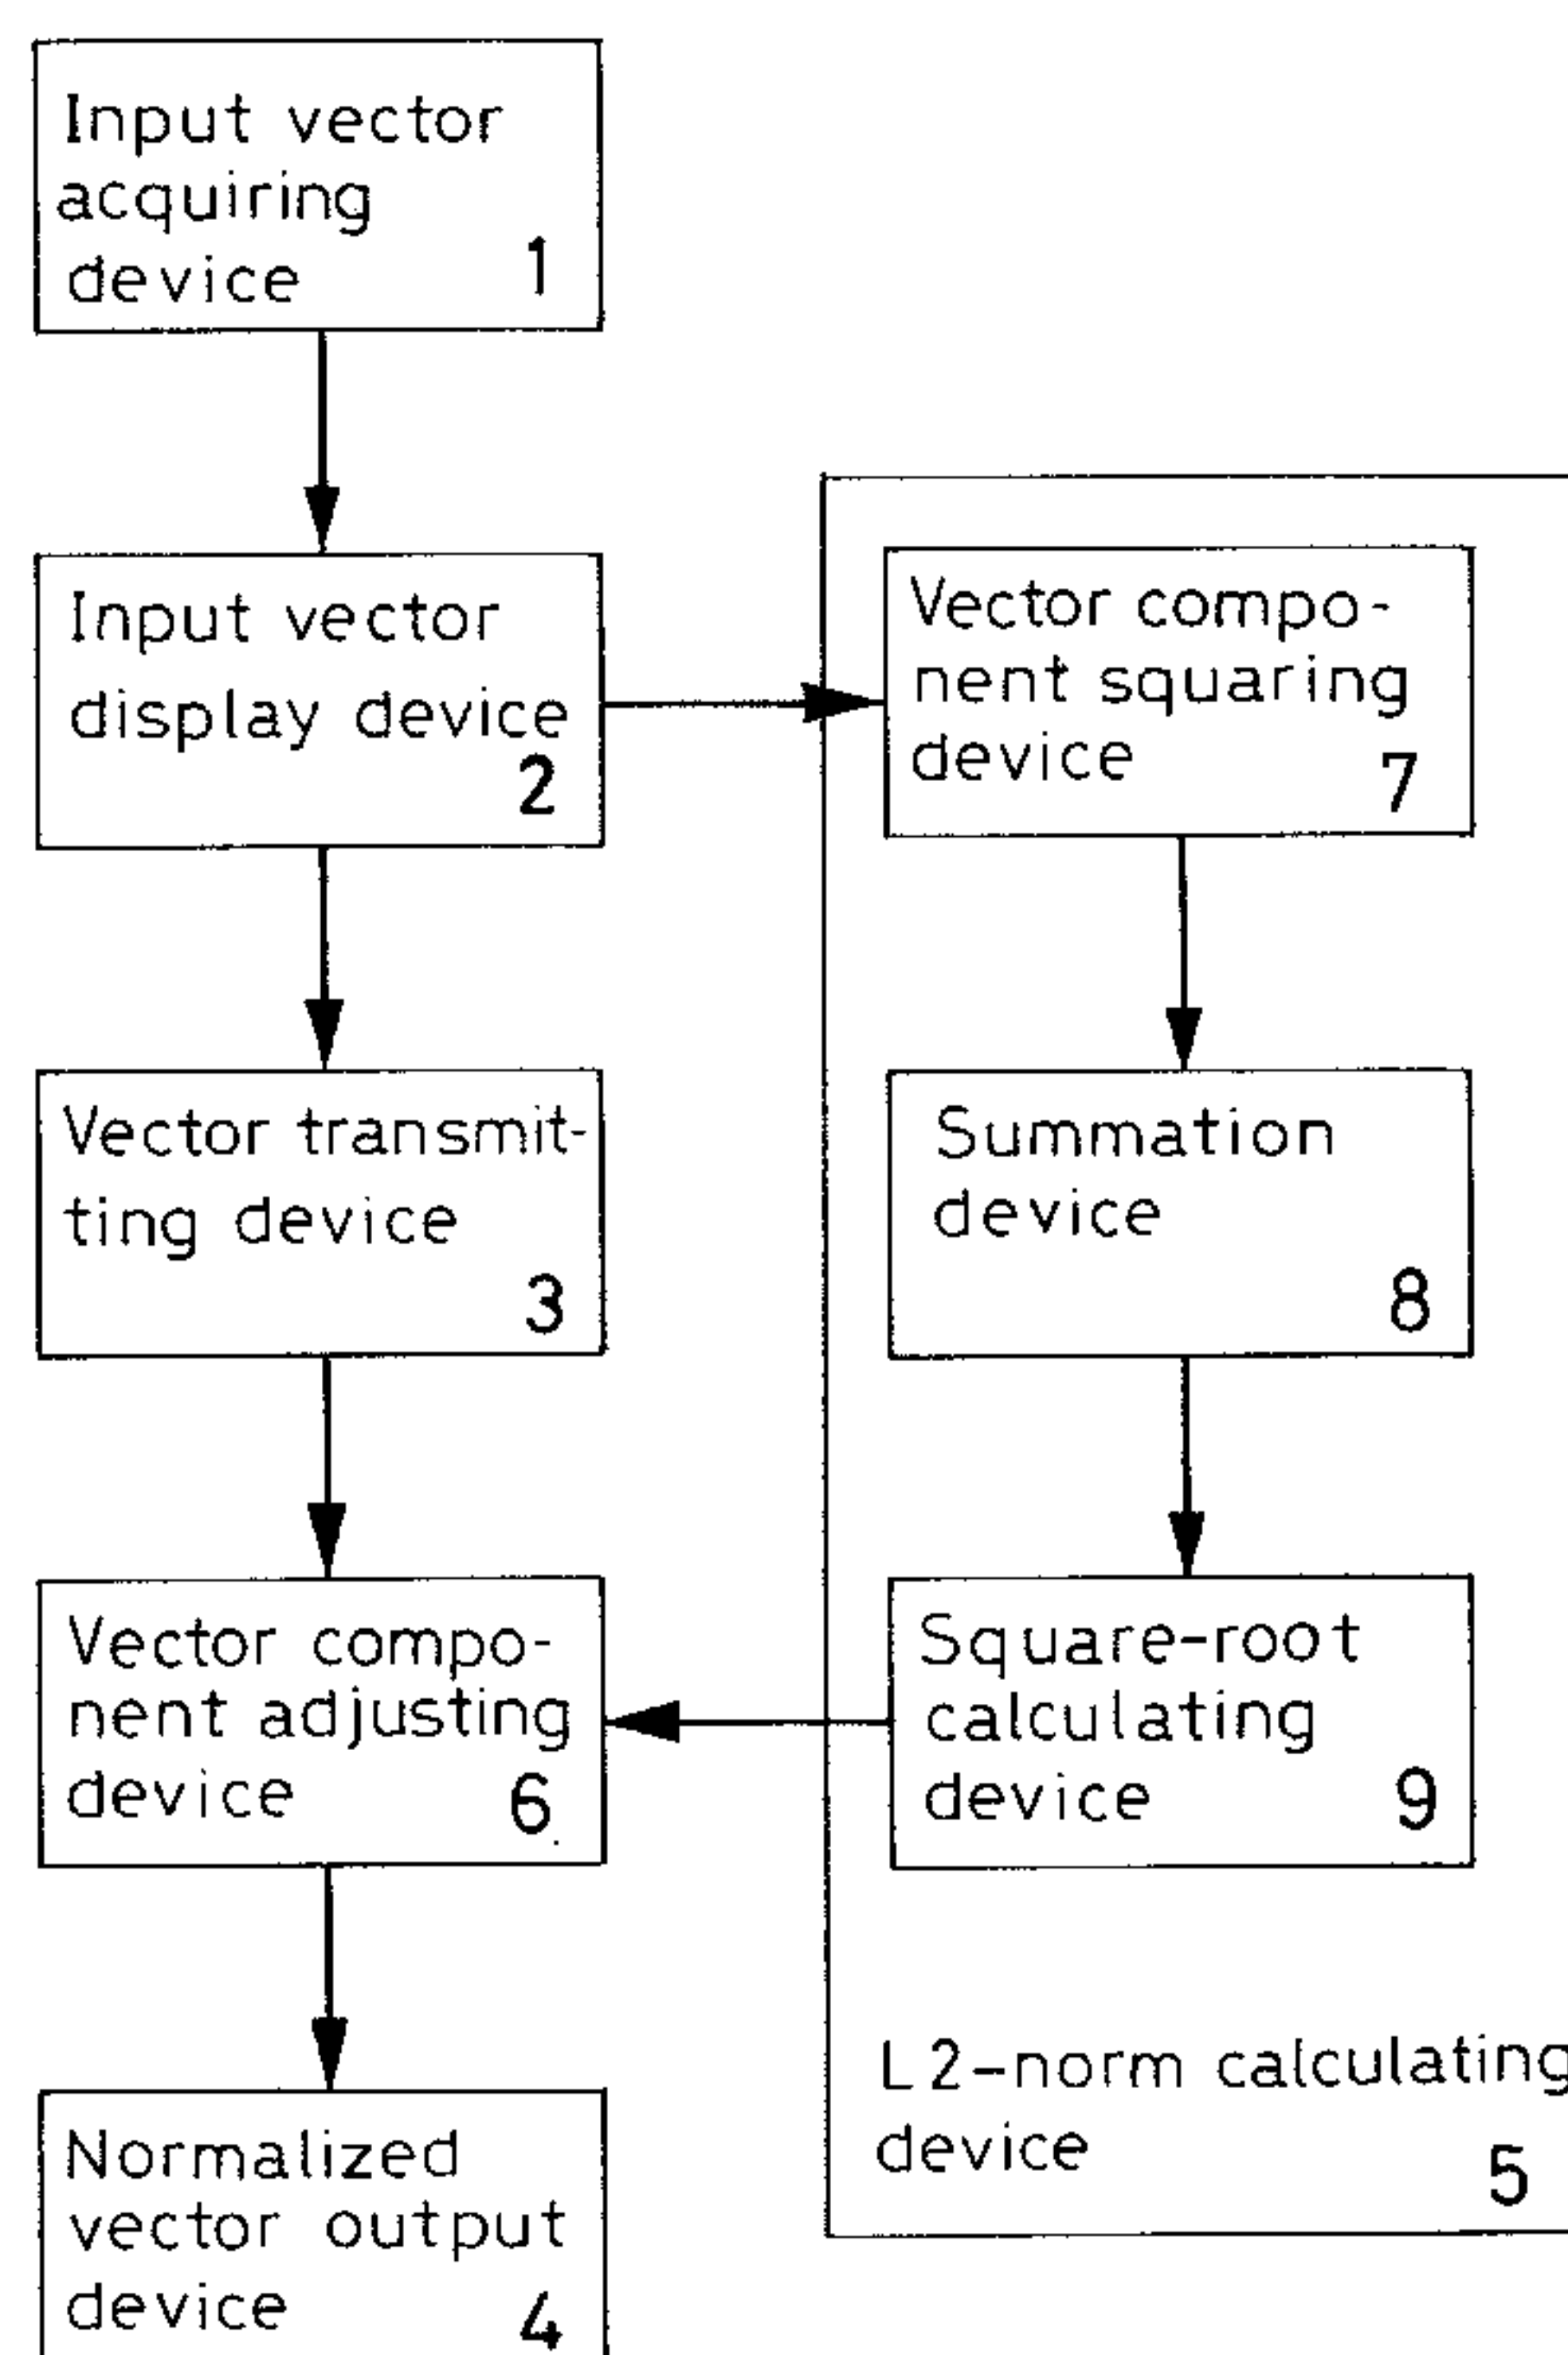 Input vector
acquiring
device 1
Input vector
display device
2
Vector transmit-
ting device
3
Vector compo-
nent adjusting
device 6
Normalized
vector output
device 4
Vector compo-
nent squaring
device 7
Summation
device
8
Square-root
calculating
device 9
L2-norm calculating
device 5